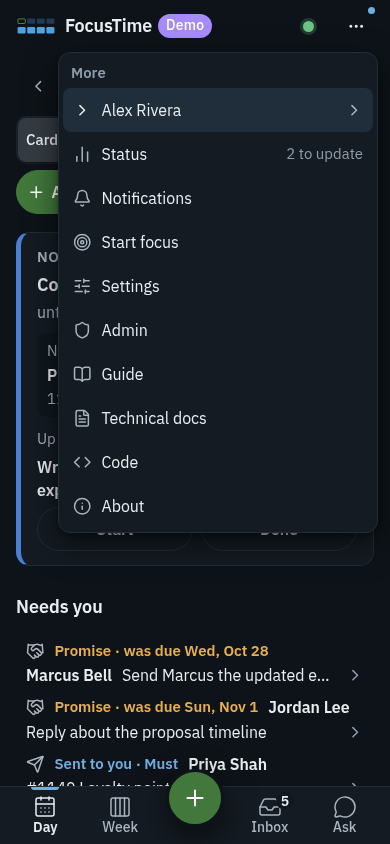 FocusTime Demo
More
Card
Alex Rivera
Status 2 to update
Notifications
Start focus
Settings
Admin
Guide
Technical docs
Code
About
Needs you
Promise · was due Wed, Oct 28
Marcus Bell Send Marcus the updated e...
Promise · was due Sun, Nov 1 Jordan Lee
Reply about the proposal timeline
Sent to you · Must Priya Shah
Day Week Inbox 5 Ask